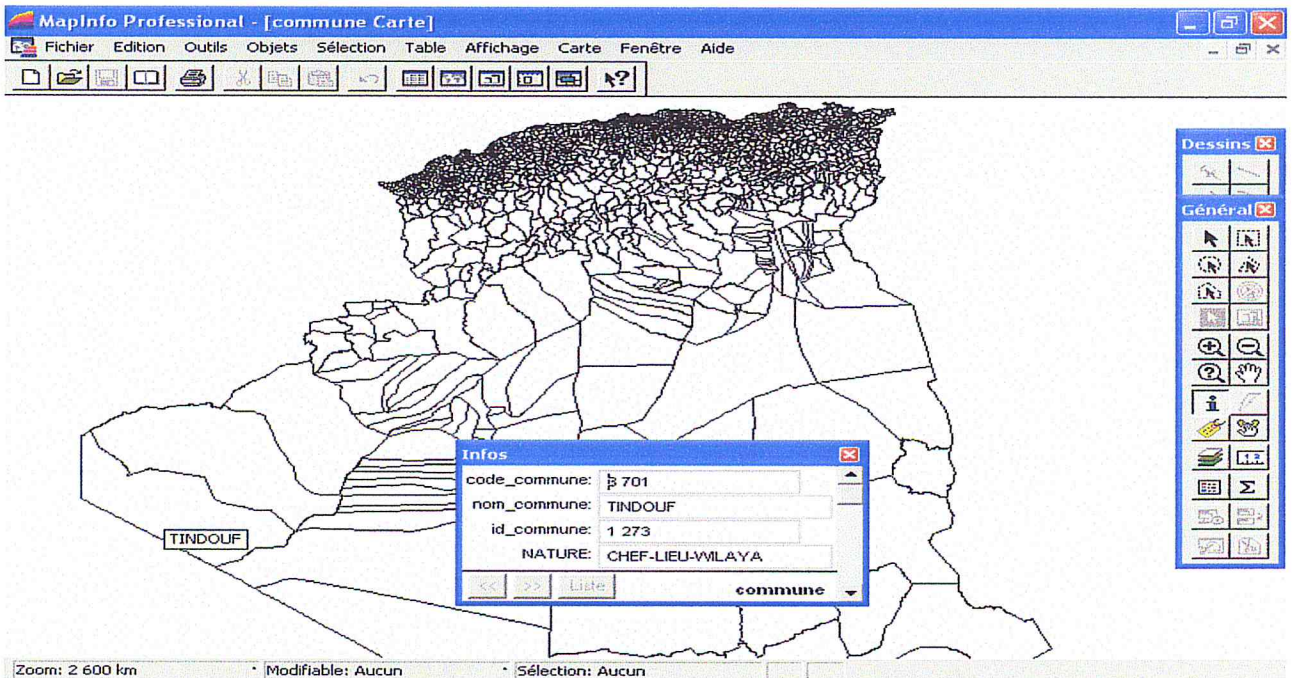 MapInfo Professional - [commune Carte]
Fichier Edition Outils Objets Sélection Table Affichage Carte Fenêtre Aide
Dessins
Général
Infos
code_commune: 3 701
nom_commune: TINDOUF
id_commune: 1 273
NATURE: CHEF-LIEU-WILAYA
<< >> Liste commune
TINDOUF
Zoom: 2 600 km Modifiable: Aucun Sélection: Aucun